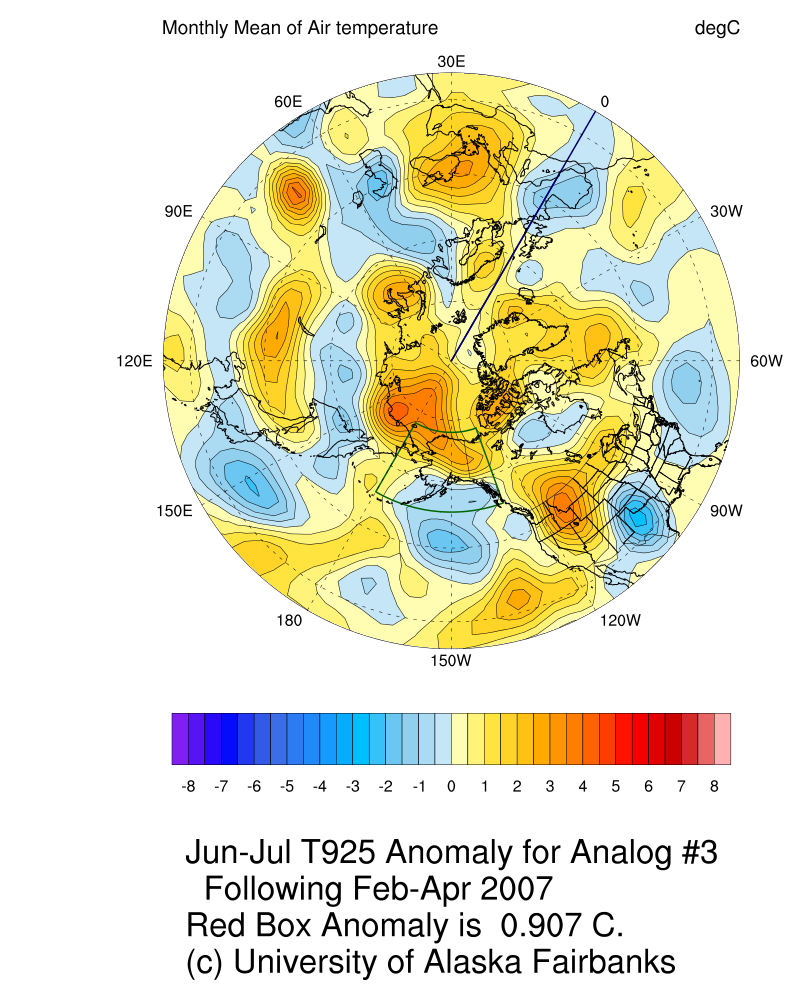 Monthly Mean of Air temperature degC
30E
60E 0
90E 30W
120E 60W
150E 90W
180 120W
150W
-8 -7 -6 -5 -4 -3 -2 -1 0 1 2 3 4 5 6 7 8
Jun-Jul T925 Anomaly for Analog #3
Following Feb-Apr 2007
Red Box Anomaly is 0.907 C.
(c) University of Alaska Fairbanks